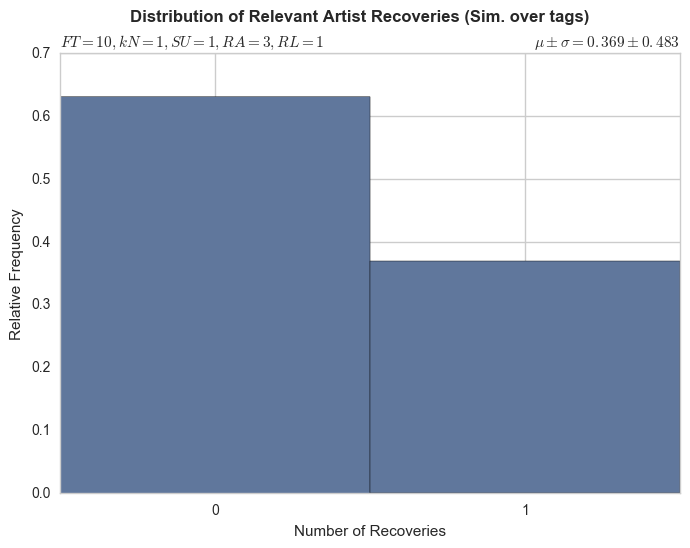 Distribution of Relevant Artist Recoveries (Sim. over tags)
FT = 10, kN = 1, SU = 1, RA = 3, RL = 1
μ ± σ = 0.369 ± 0.483
0.7
0.6
0.5
0.4
0.3
0.2
0.1
0.0
Relative Frequency
0 1
Number of Recoveries